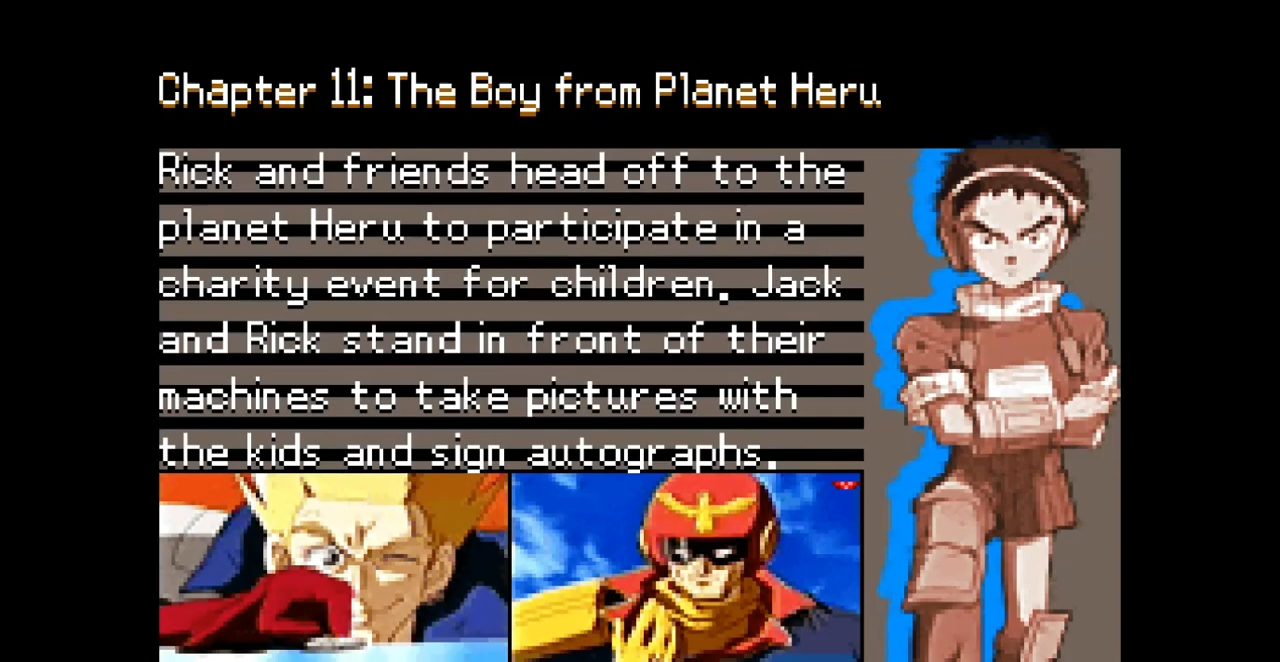 Chapter 11: The Boy from Planet Heru
Rick and friends head off to the
planet Heru to participate in a
charity event for children. Jack
and Rick stand in front of their
machines to take pictures with
the kids and sign autographs.